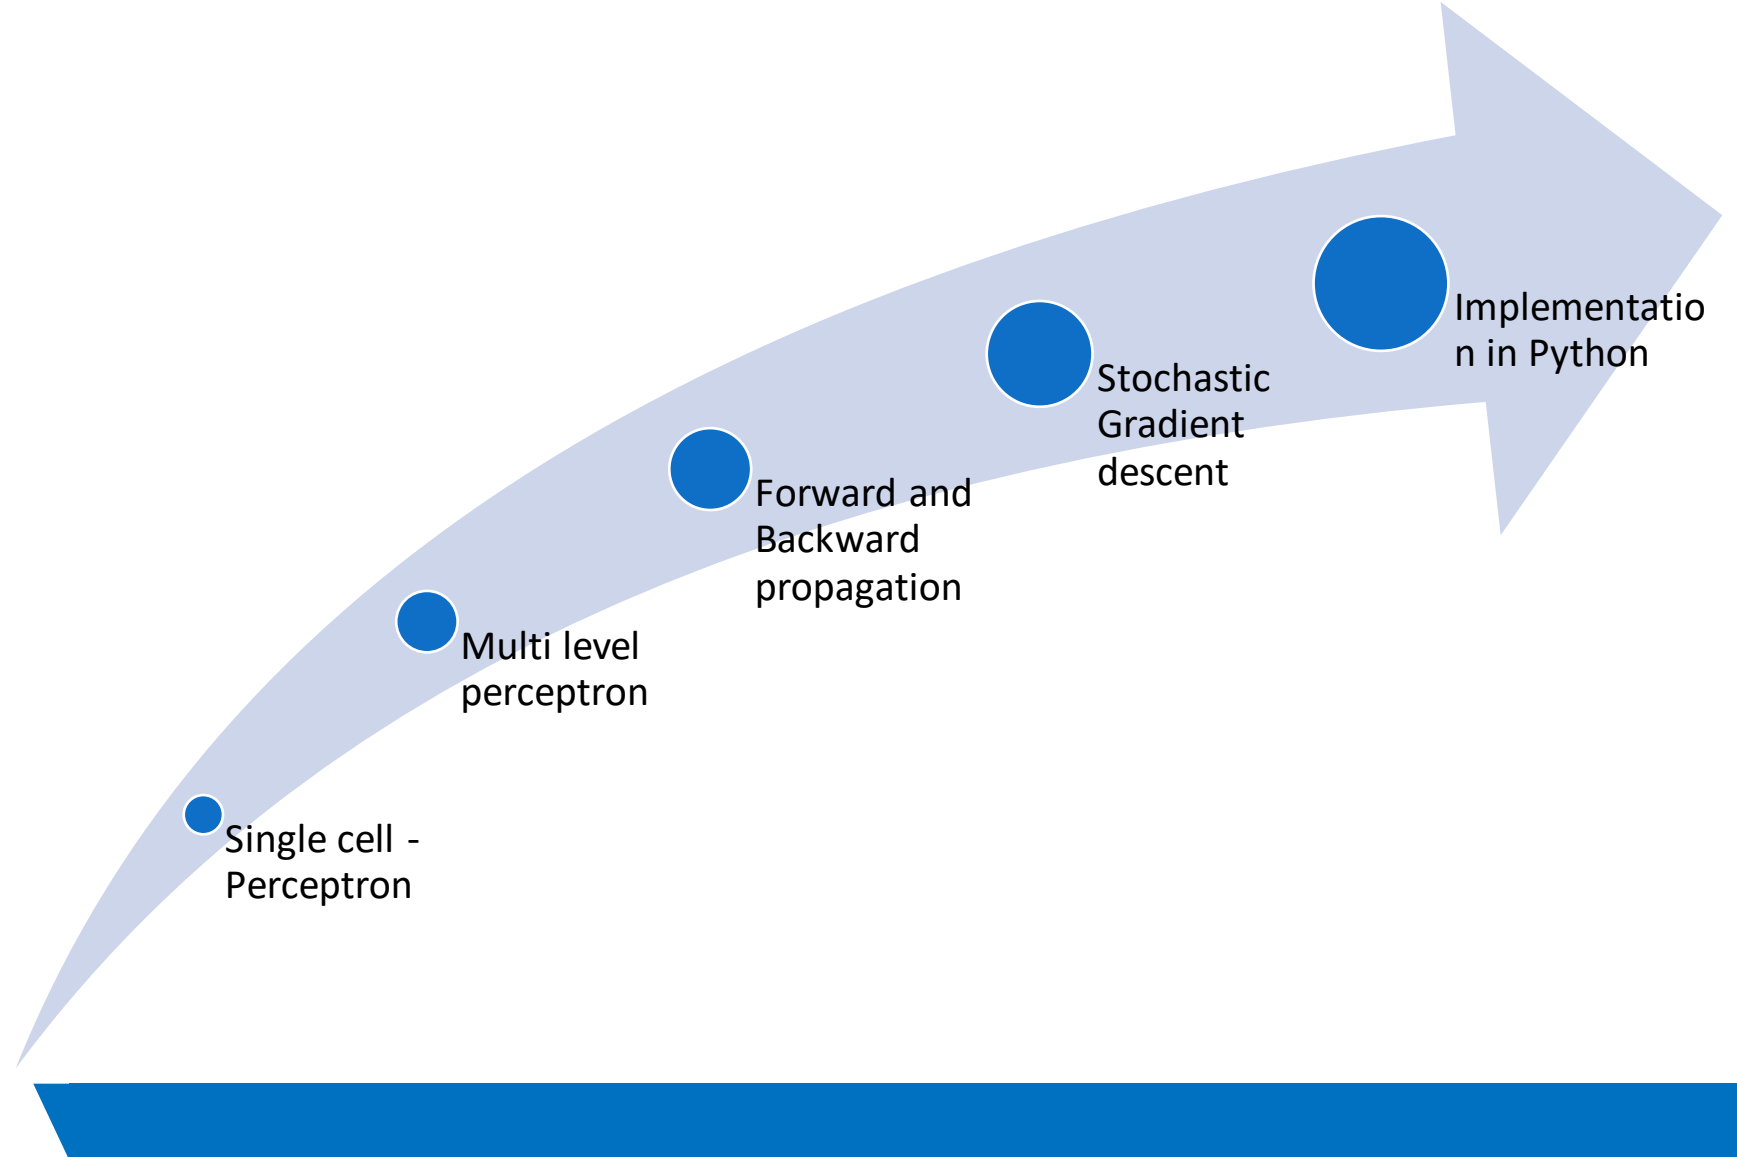 Single cell -
Perceptron
Multi level
perceptron
Forward and
Backward
propagation
Stochastic
Gradient
descent
Implementatio
n in Python